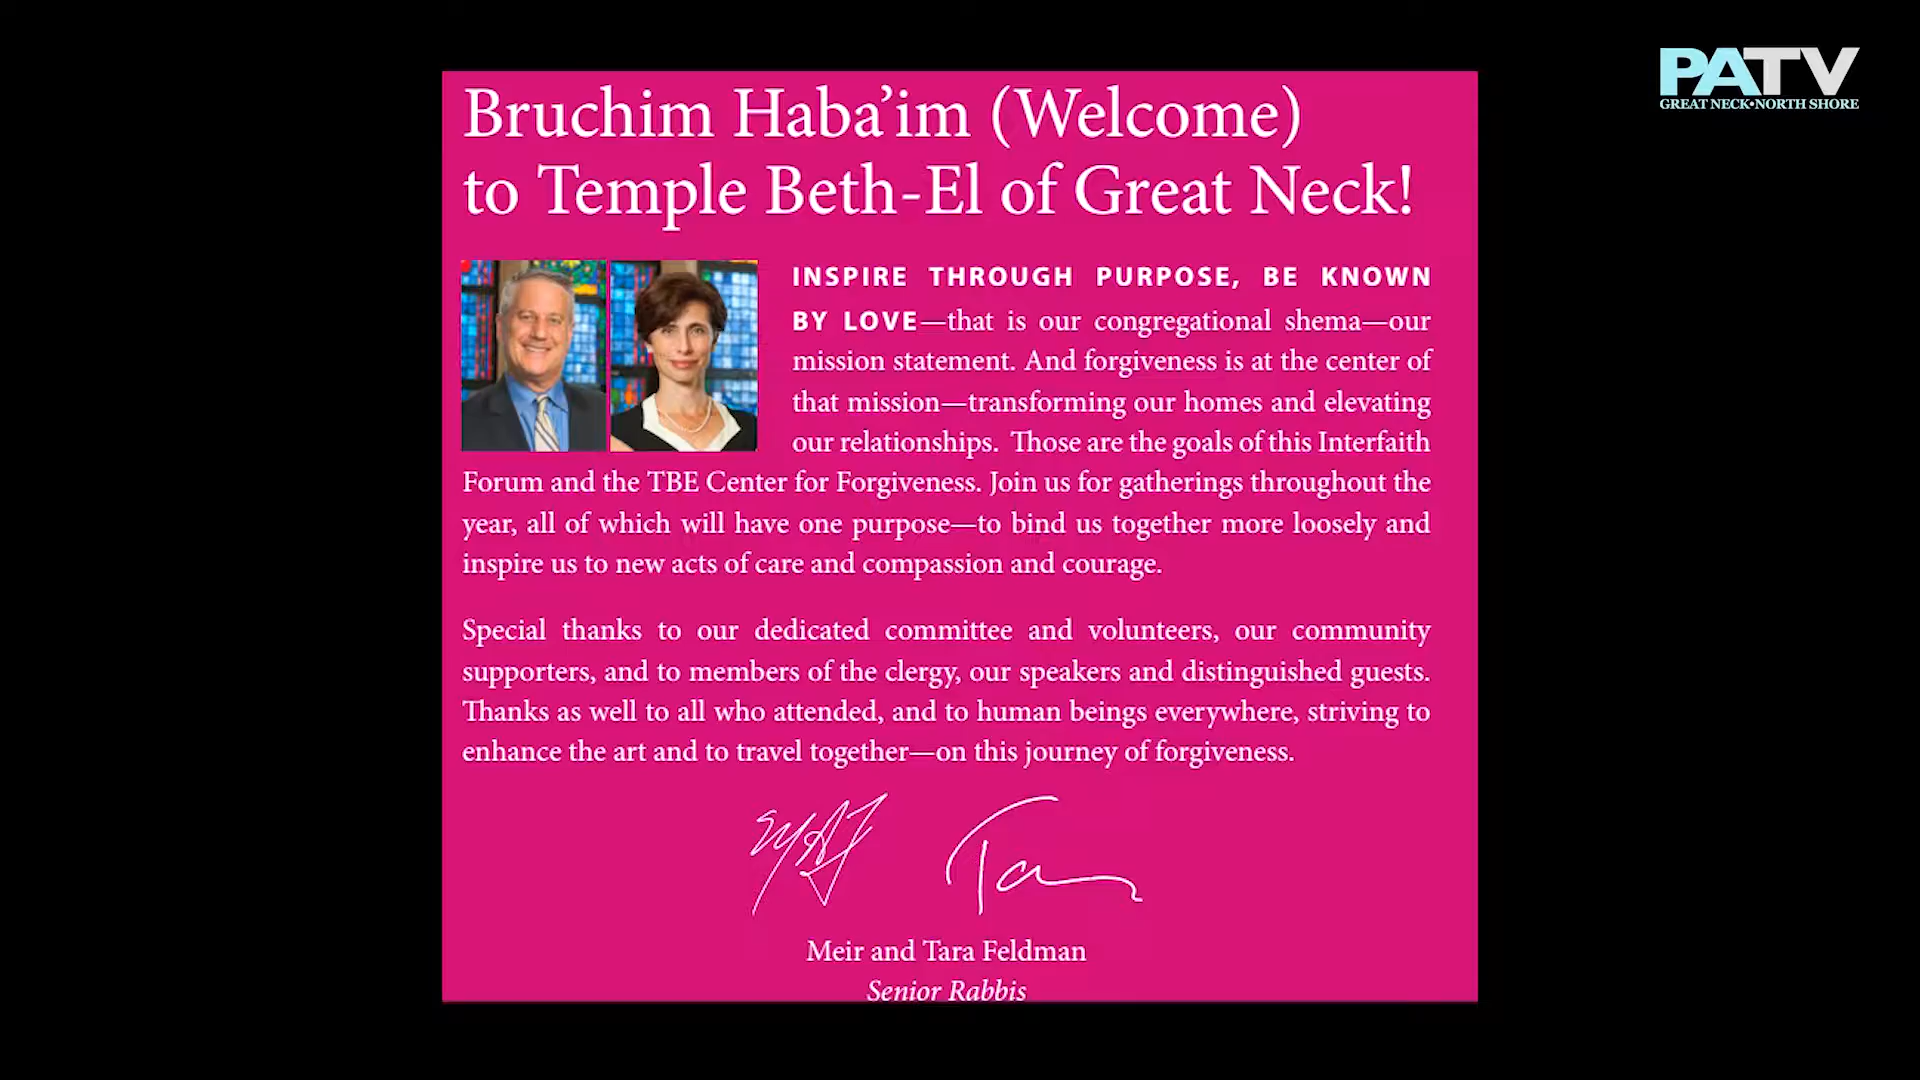 PATV
GREAT NECK•NORTH SHORE
Bruchim Haba’im (Welcome)
to Temple Beth-El of Great Neck!
INSPIRE THROUGH PURPOSE, BE KNOWN
BY LOVE—that is our congregational shema—our
mission statement. And forgiveness is at the center of
that mission—transforming our homes and elevating
our relationships. Those are the goals of this Interfaith
Forum and the TBE Center for Forgiveness. Join us for gatherings throughout the
year, all of which will have one purpose—to bind us together more loosely and
inspire us to new acts of care and compassion and courage.
Special thanks to our dedicated committee and volunteers, our community
supporters, and to members of the clergy, our speakers and distinguished guests.
Thanks as well to all who attended, and to human beings everywhere, striving to
enhance the art and to travel together—on this journey of forgiveness.
Meir and Tara Feldman
Senior Rabbis